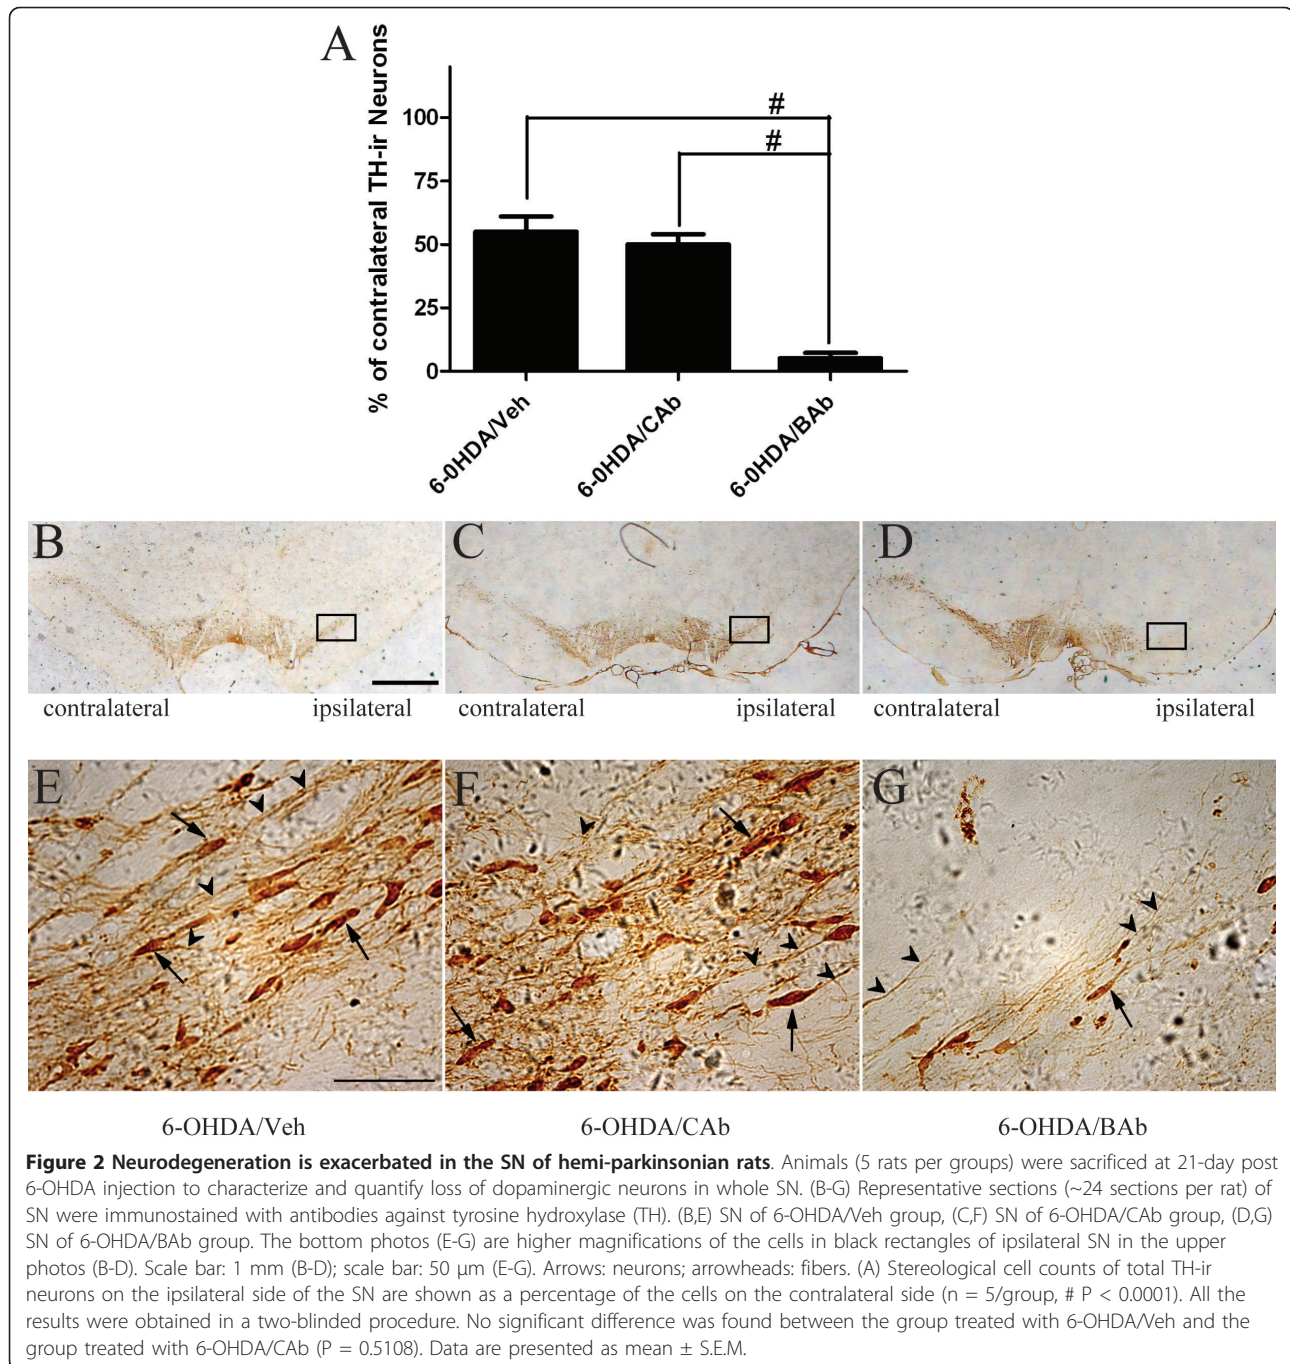 A
% of contralateral TH-ir Neurons
100
75
50
25
0
#
#
6-0HDA/Veh
6-0HDA/CAb
6-0HDA/BAb
B
C
D
contralateral
ipsilateral
contralateral
ipsilateral
contralateral
ipsilateral
E
F
G
6-OHDA/Veh
6-OHDA/CAb
6-OHDA/BAb
Figure 2 Neurodegeneration is exacerbated in the SN of hemi-parkinsonian rats. Animals (5 rats per groups) were sacrificed at 21-day post
6-OHDA injection to characterize and quantify loss of dopaminergic neurons in whole SN. (B-G) Representative sections (~24 sections per rat) of
SN were immunostained with antibodies against tyrosine hydroxylase (TH). (B,E) SN of 6-OHDA/Veh group, (C,F) SN of 6-OHDA/CAb group, (D,G)
SN of 6-OHDA/BAb group. The bottom photos (E-G) are higher magnifications of the cells in black rectangles of ipsilateral SN in the upper
photos (B-D). Scale bar: 1 mm (B-D); scale bar: 50 μm (E-G). Arrows: neurons; arrowheads: fibers. (A) Stereological cell counts of total TH-ir
neurons on the ipsilateral side of the SN are shown as a percentage of the cells on the contralateral side (n = 5/group, # P < 0.0001). All the
results were obtained in a two-blinded procedure. No significant difference was found between the group treated with 6-OHDA/Veh and the
group treated with 6-OHDA/CAb (P = 0.5108). Data are presented as mean ± S.E.M.